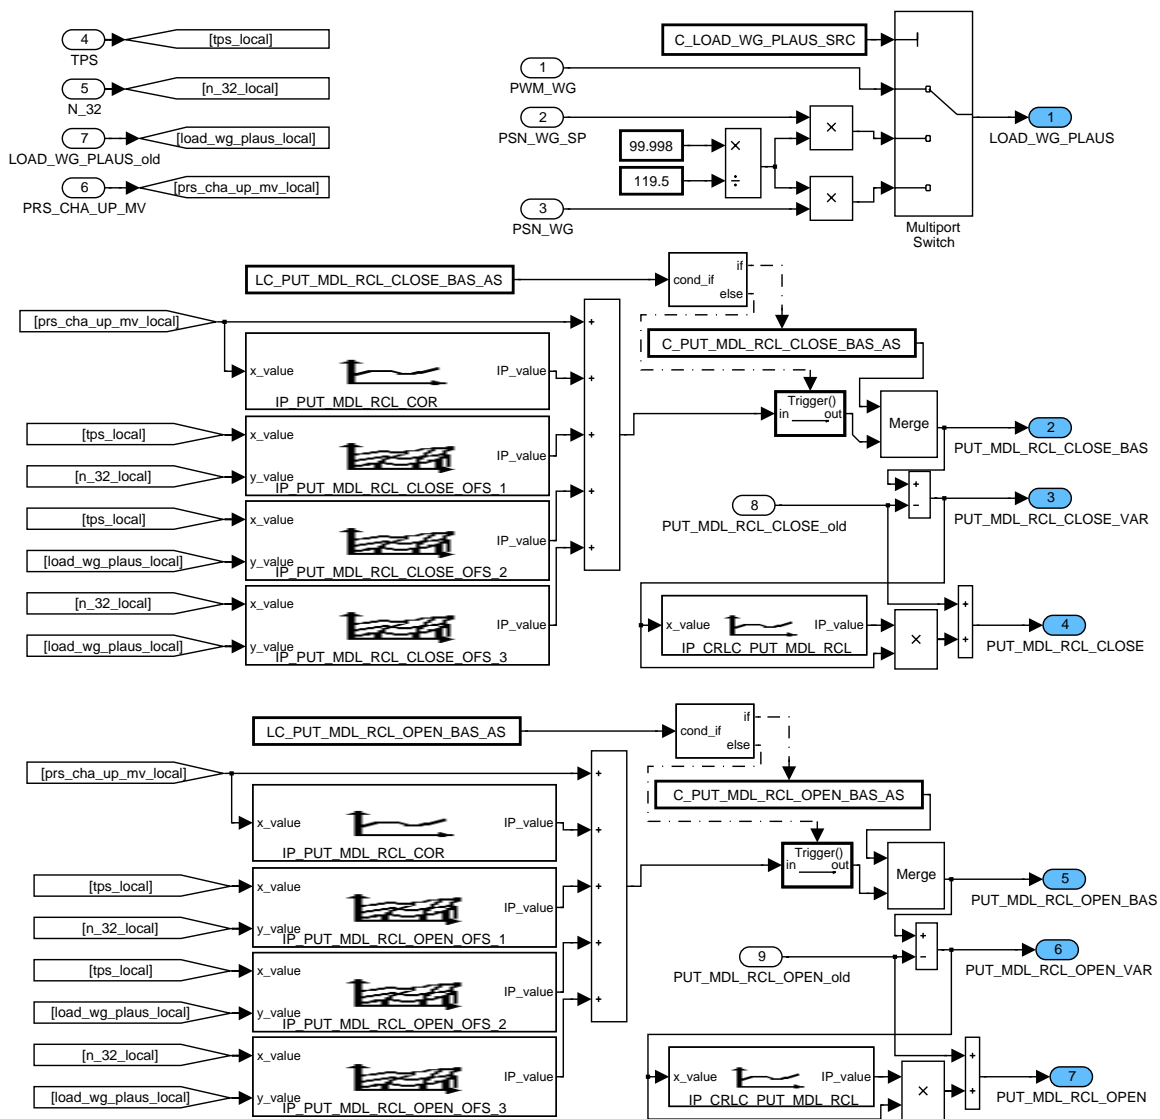 4
[tps_local]
TPS
5
[n_32_local]
N_32
7
[load_wg_plaus_local]
LOAD_WG_PLAUS_old
6
[prs_cha_up_mv_local]
PRS_CHA_UP_MV
C_LOAD_WG_PLAUS_SRC
1
PWM_WG
2
PSN_WG_SP
99.998
119.5
×
÷
×
×
3
PSN_WG
Multiport
Switch
1
LOAD_WG_PLAUS
LC_PUT_MDL_RCL_CLOSE_BAS_AS
cond_if
if
else
[prs_cha_up_mv_local]
x_value
IP_value
IP_PUT_MDL_RCL_COR
[tps_local]
x_value
[n_32_local]
y_value
IP_value
IP_PUT_MDL_RCL_CLOSE_OFS_1
[tps_local]
x_value
[load_wg_plaus_local]
y_value
IP_value
IP_PUT_MDL_RCL_CLOSE_OFS_2
[n_32_local]
x_value
[load_wg_plaus_local]
y_value
IP_value
IP_PUT_MDL_RCL_CLOSE_OFS_3
+
+
+
+
+
C_PUT_MDL_RCL_CLOSE_BAS_AS
Trigger()
in
out
Merge
2
PUT_MDL_RCL_CLOSE_BAS
8
PUT_MDL_RCL_CLOSE_old
+
−
3
PUT_MDL_RCL_CLOSE_VAR
x_value
IP_value
IP_CRLC_PUT_MDL_RCL
×
+
+
4
PUT_MDL_RCL_CLOSE
LC_PUT_MDL_RCL_OPEN_BAS_AS
cond_if
if
else
[prs_cha_up_mv_local]
x_value
IP_value
IP_PUT_MDL_RCL_COR
[tps_local]
x_value
[n_32_local]
y_value
IP_value
IP_PUT_MDL_RCL_OPEN_OFS_1
[tps_local]
x_value
[load_wg_plaus_local]
y_value
IP_value
IP_PUT_MDL_RCL_OPEN_OFS_2
[n_32_local]
x_value
[load_wg_plaus_local]
y_value
IP_value
IP_PUT_MDL_RCL_OPEN_OFS_3
+
+
+
+
+
C_PUT_MDL_RCL_OPEN_BAS_AS
Trigger()
in
out
Merge
5
PUT_MDL_RCL_OPEN_BAS
9
PUT_MDL_RCL_OPEN_old
+
−
6
PUT_MDL_RCL_OPEN_VAR
x_value
IP_value
IP_CRLC_PUT_MDL_RCL
×
+
+
7
PUT_MDL_RCL_OPEN